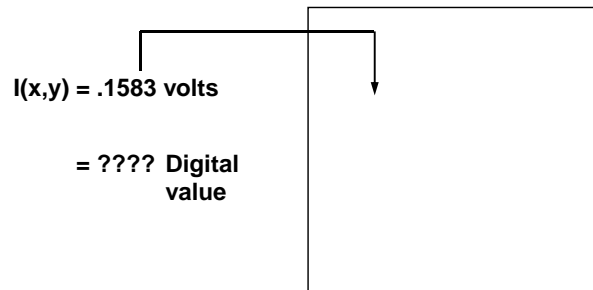 I(x,y) = .1583 volts
= ???? Digital
value